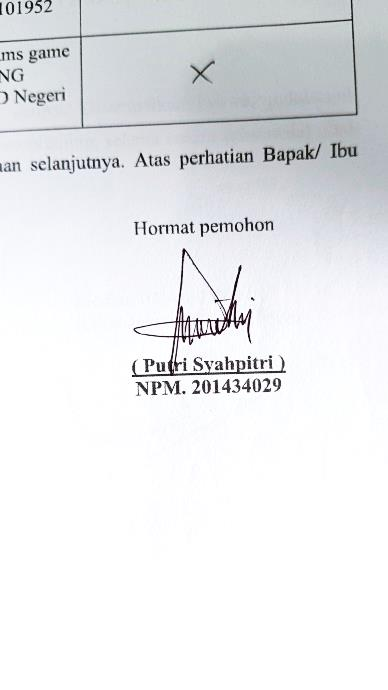 101952
ms game
NG
D Negeri
an selanjutnya. Atas perhatian Bapak/ Ibu
Hormat pemohon
( Putri Syahpitri )
NPM. 201434029